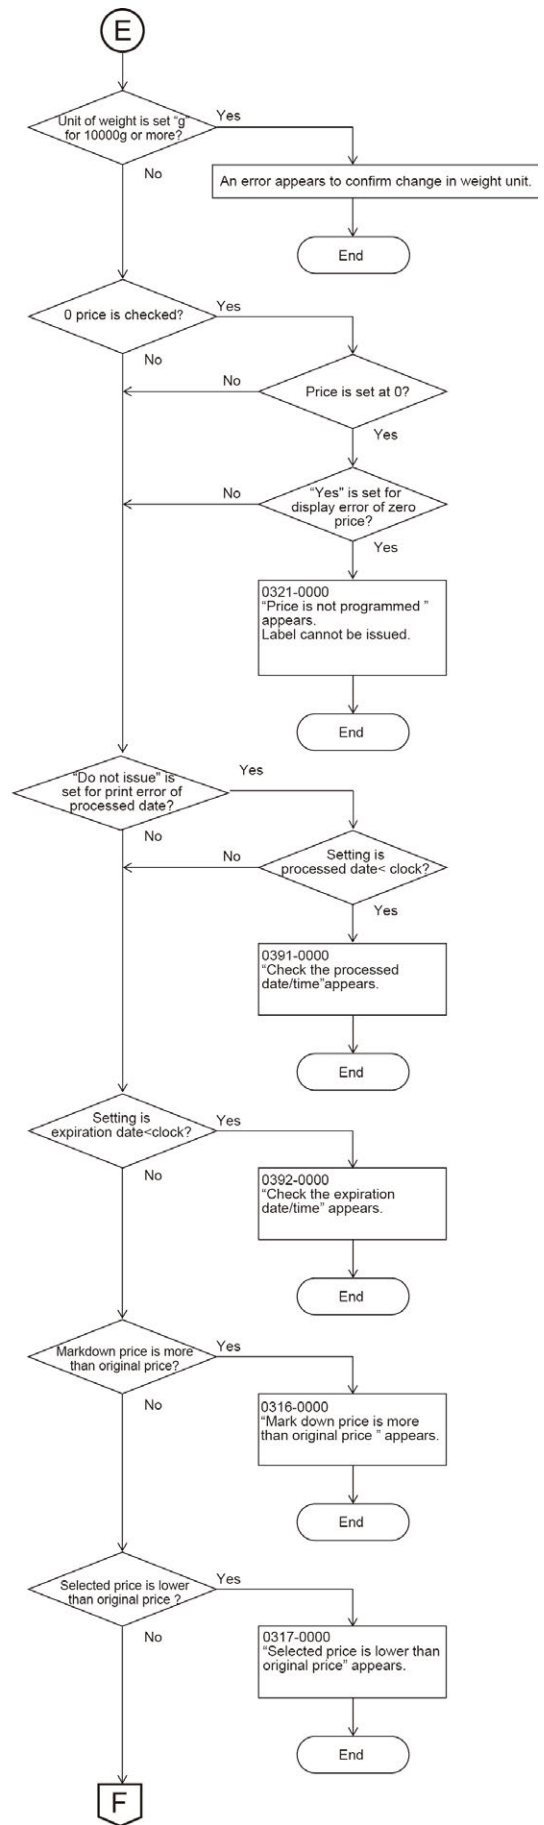 E
Unit of weight is set "g"
for 10000g or more?
Yes
No
An error appears to confirm change in weight unit.
End
0 price is checked?
Yes
No
Price is set at 0?
No
Yes
"Yes" is set for
display error of zero
price?
No
Yes
0321-0000
"Price is not programmed "
appears.
Label cannot be issued.
End
"Do not issue" is
set for print error of
processed date?
Yes
No
Setting is
processed date< clock?
No
Yes
0391-0000
"Check the processed
date/time"appears.
End
Setting is
expiration date<clock?
Yes
No
0392-0000
"Check the expiration
date/time" appears.
End
Markdown price is more
than original price?
Yes
No
0316-0000
"Mark down price is more
than original price " appears.
End
Selected price is lower
than original price ?
Yes
No
0317-0000
"Selected price is lower than
original price" appears.
End
F